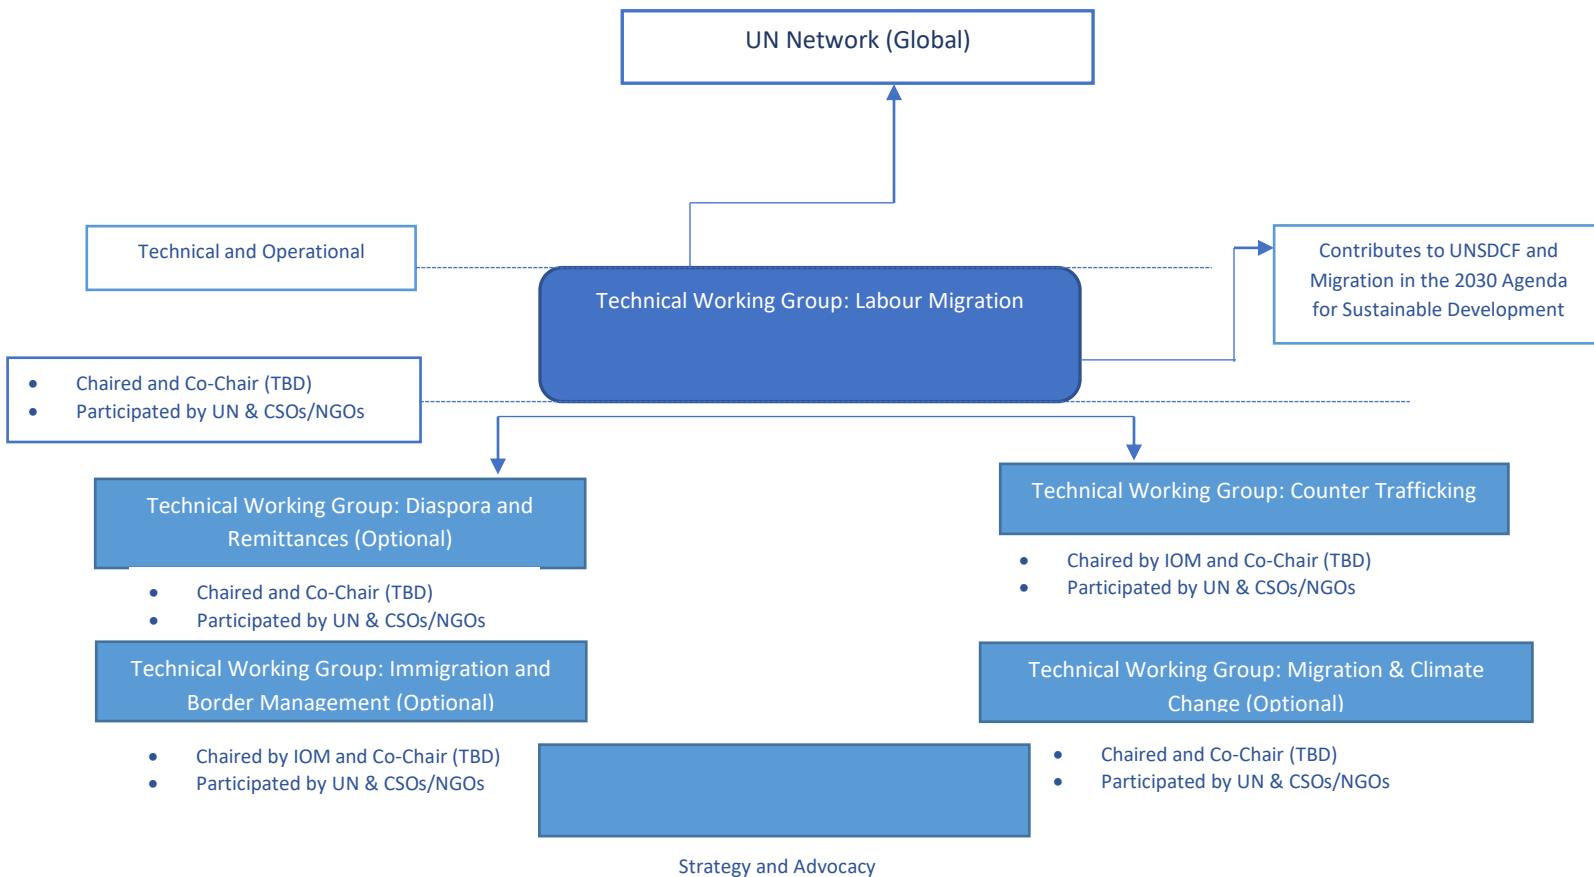 UN Network (Global)
Technical and Operational
Contributes to UNSDCF and
Migration in the 2030 Agenda
for Sustainable Development
Technical Working Group: Labour Migration
• Chaired and Co-Chair (TBD)
• Participated by UN & CSOs/NGOs
Technical Working Group: Diaspora and
Remittances (Optional)
• Chaired and Co-Chair (TBD)
• Participated by UN & CSOs/NGOs
Technical Working Group: Counter Trafficking
• Chaired by IOM and Co-Chair (TBD)
• Participated by UN & CSOs/NGOs
Technical Working Group: Immigration and
Border Management (Optional)
• Chaired by IOM and Co-Chair (TBD)
• Participated by UN & CSOs/NGOs
Technical Working Group: Migration & Climate
Change (Optional)
• Chaired and Co-Chair (TBD)
• Participated by UN & CSOs/NGOs
Strategy and Advocacy